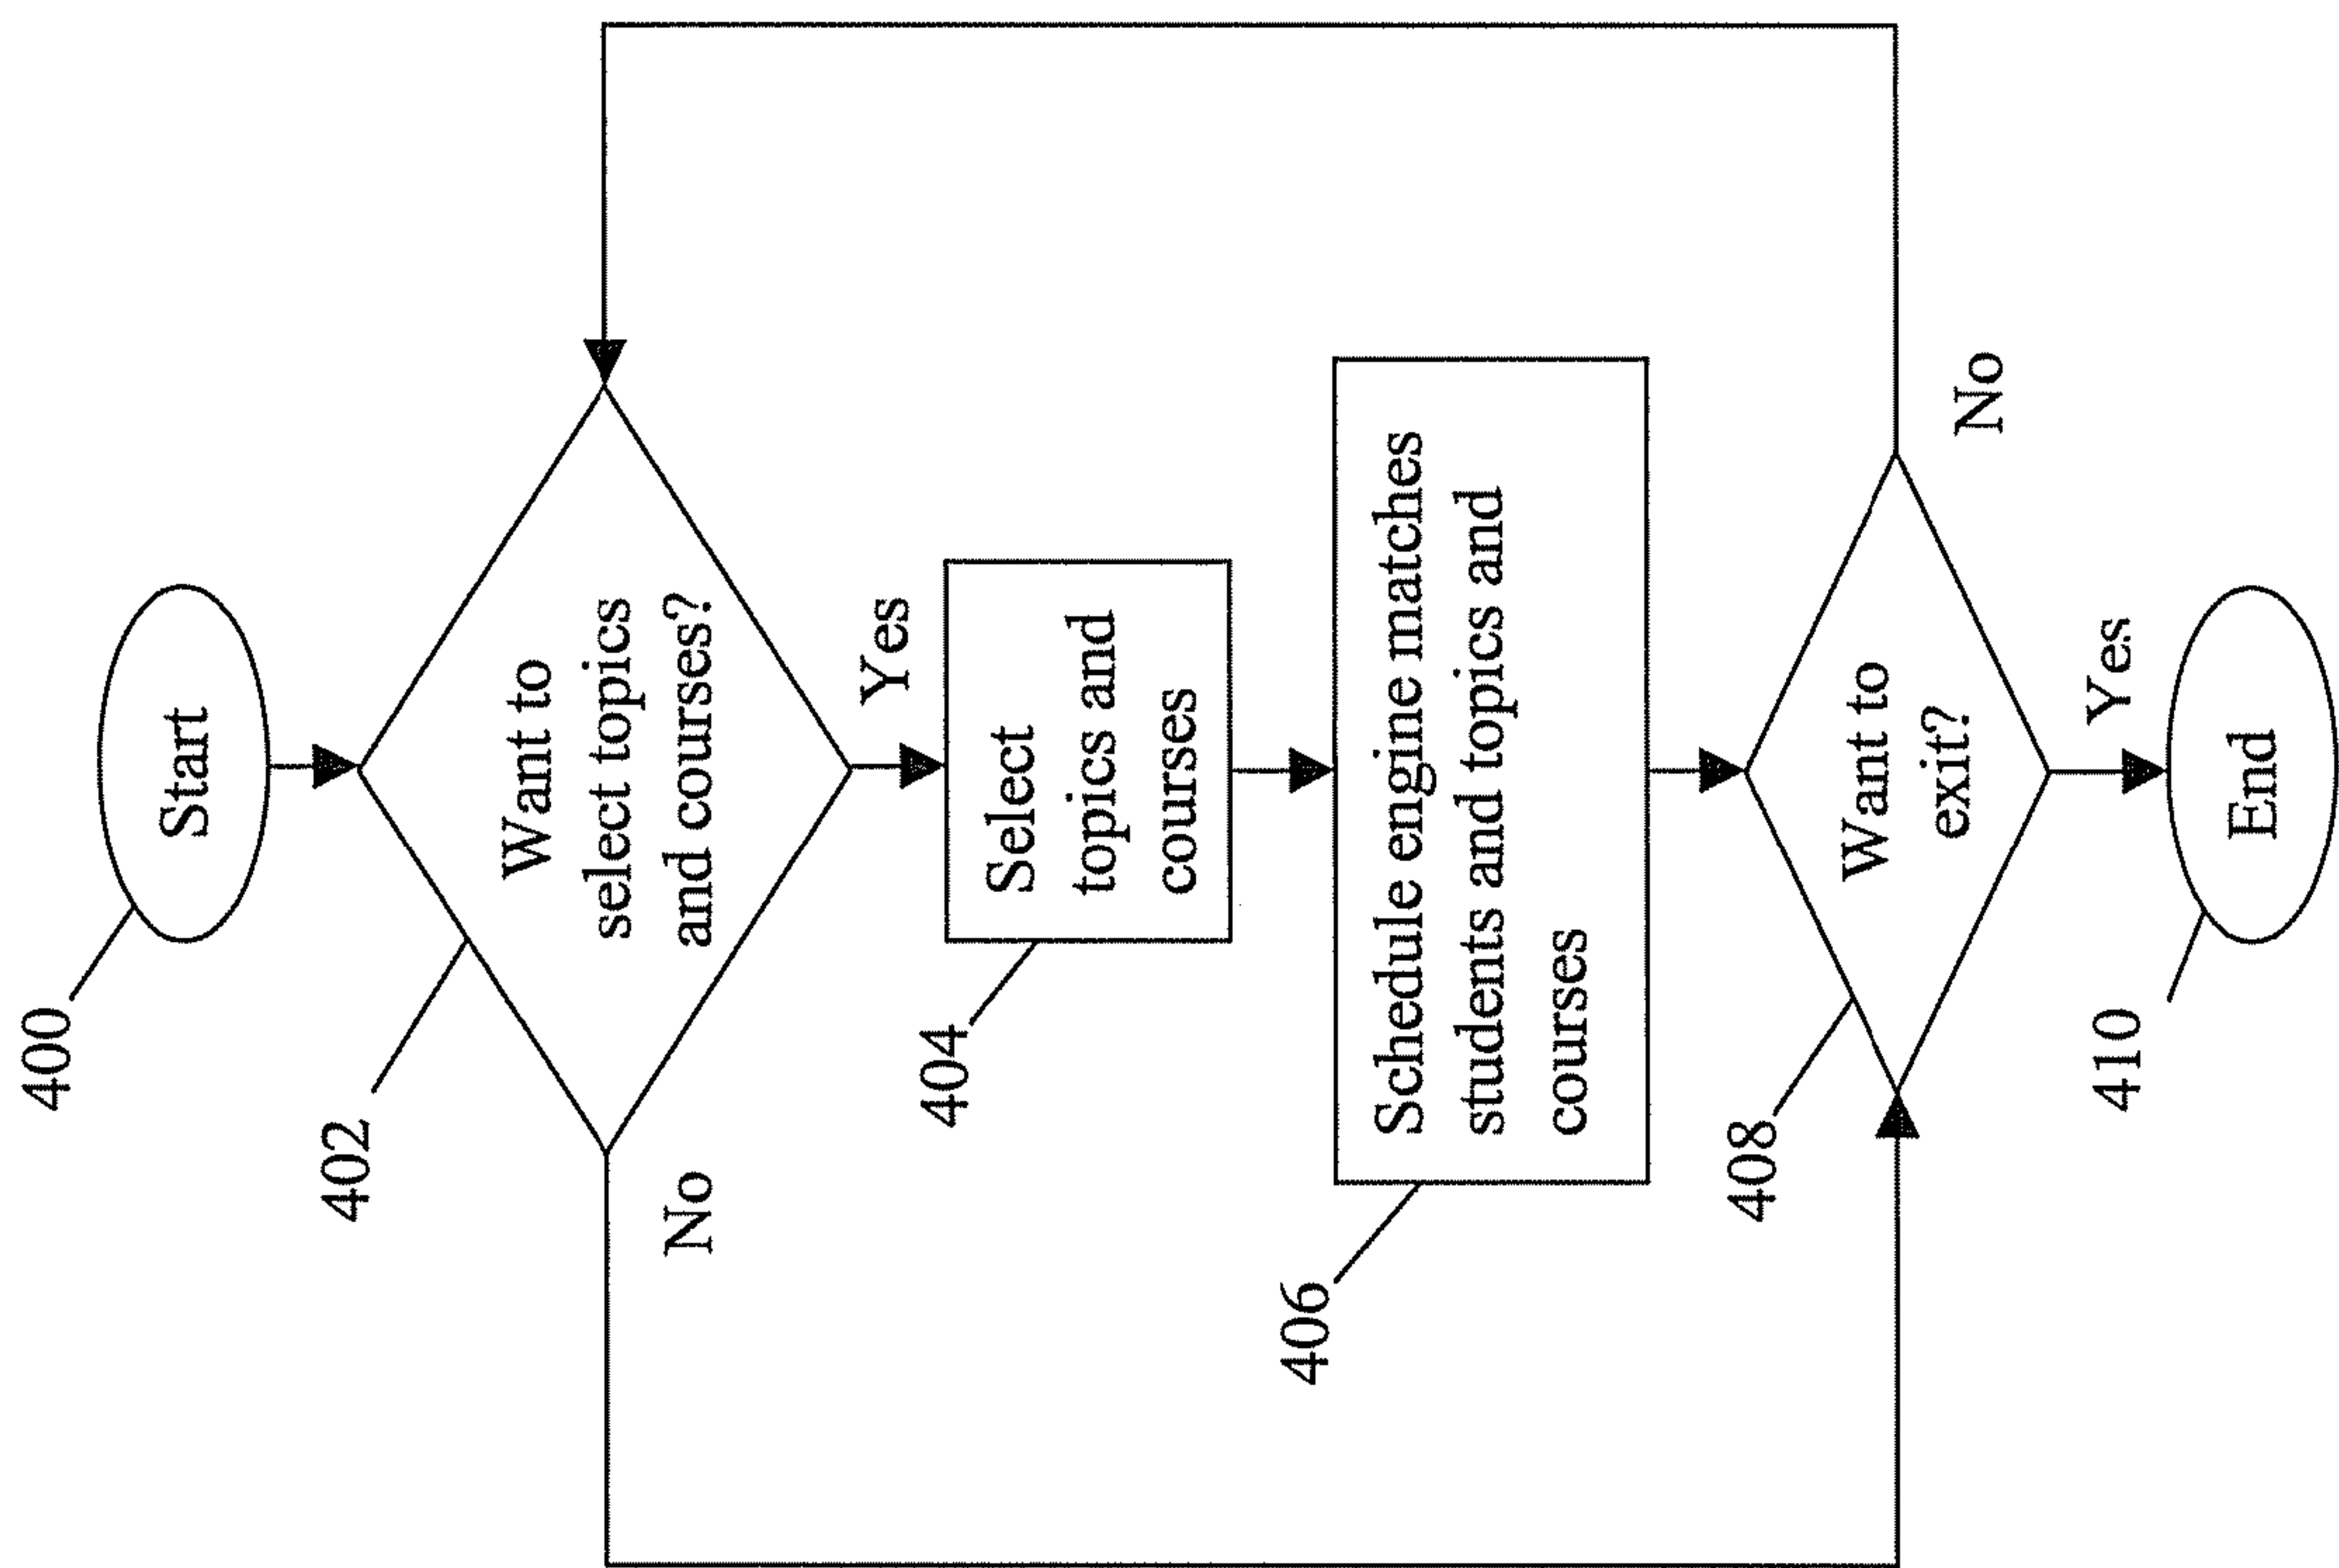 400
Start
402
Want to
select topics
and courses?
No
Yes
404
Select
topics and
courses
406
Schedule engine matches
students and topics and
courses
408
Want to
exit?
No
Yes
410
End